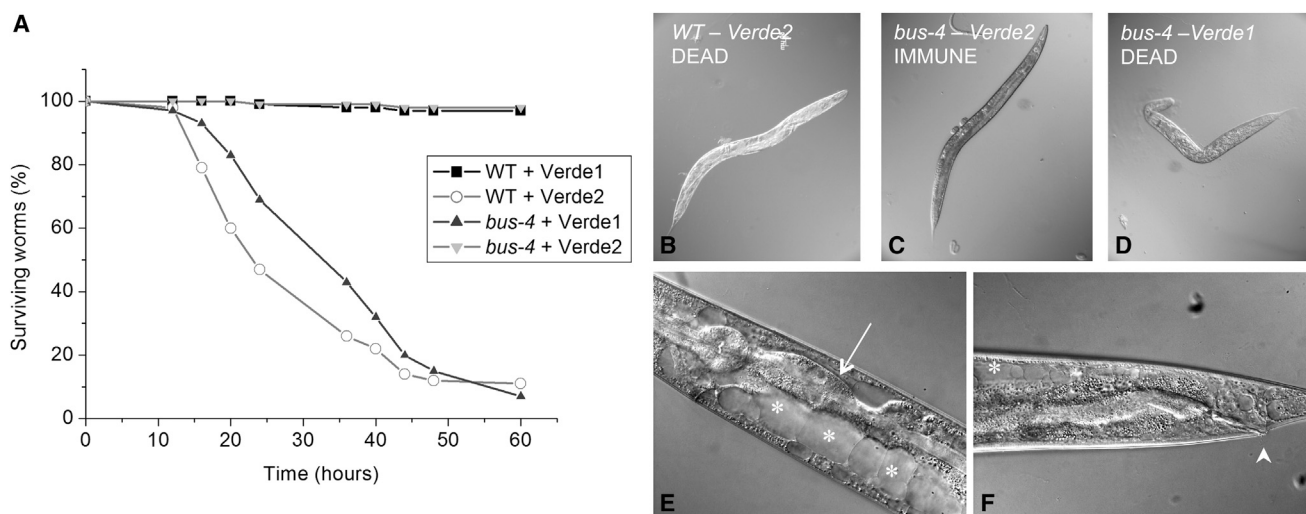 A
Surviving worms (%)
100
80
60
40
20
0
0
10
20
30
40
50
60
Time (hours)
WT + Verde1
WT + Verde2
bus-4 + Verde1
bus-4 + Verde2
WT – Verde2
DEAD
B
bus-4 – Verde2
IMMUNE
C
bus-4 –Verde1
DEAD
D
*
*
*
E
*
F